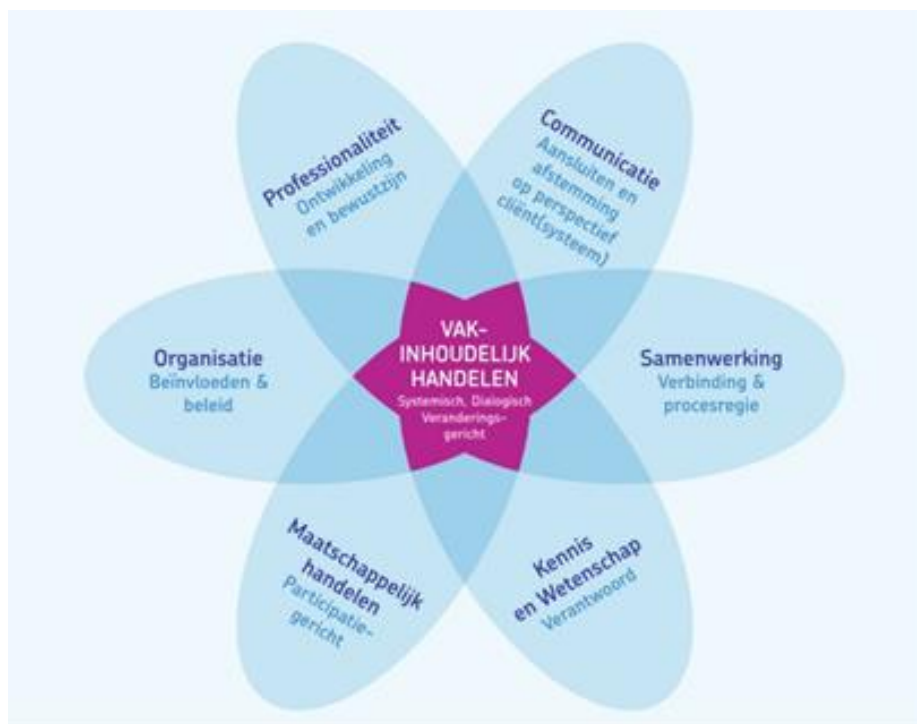 Professionaliteit
Ontwikkeling
en bewustzijn
Communicatie
Aansluiten en
afstemming
op perspectief
cliënt(systeem)
Organisatie
Beïnvloeden &
beleid
VAK-
INHOUDELIJK
HANDELEN
Systemisch, Dialogisch
Veranderings-
gericht
Samenwerking
Verbinding &
procesregie
Maatschappelijk
handelen
Participatie-
gericht
Kennis
en Wetenschap
Verantwoord